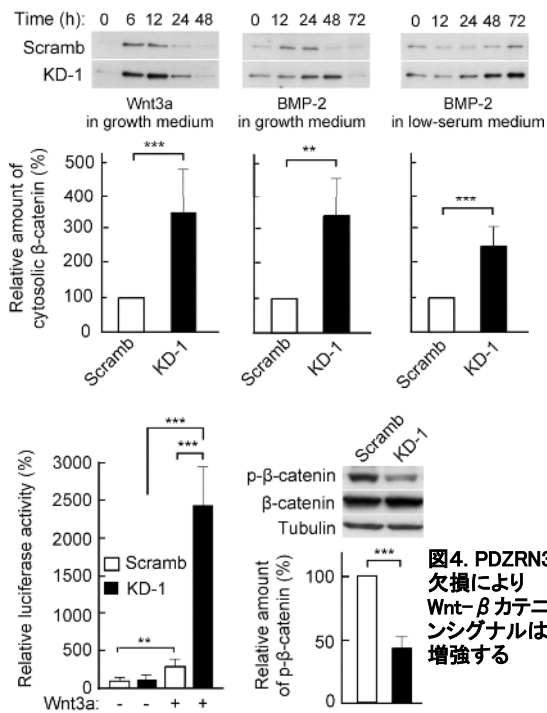 Time (h): 0 6 12 24 48 0 12 24 48 72 0 12 24 48 72
Scramb
KD-1
Wnt3a
in growth medium
BMP-2
in growth medium
BMP-2
in low-serum medium
Relative amount of
cytosolic β-catenin (%)
500
400
300
200
100
0
***
**
***
Scramb
KD-1
Scramb
KD-1
Scramb
KD-1
Relative luciferase activity (%)
3000
2500
2000
1500
1000
500
0
***
***
**
Scramb
KD-1
Wnt3a: - - + +
Scramb
KD-1
p-β-catenin
β-catenin
Tubulin
Relative amount
of p-β-catenin (%)
100
50
0
***
図4. PDZRN3
欠損により
Wnt-βカテニ
ンシグナルは
増強する